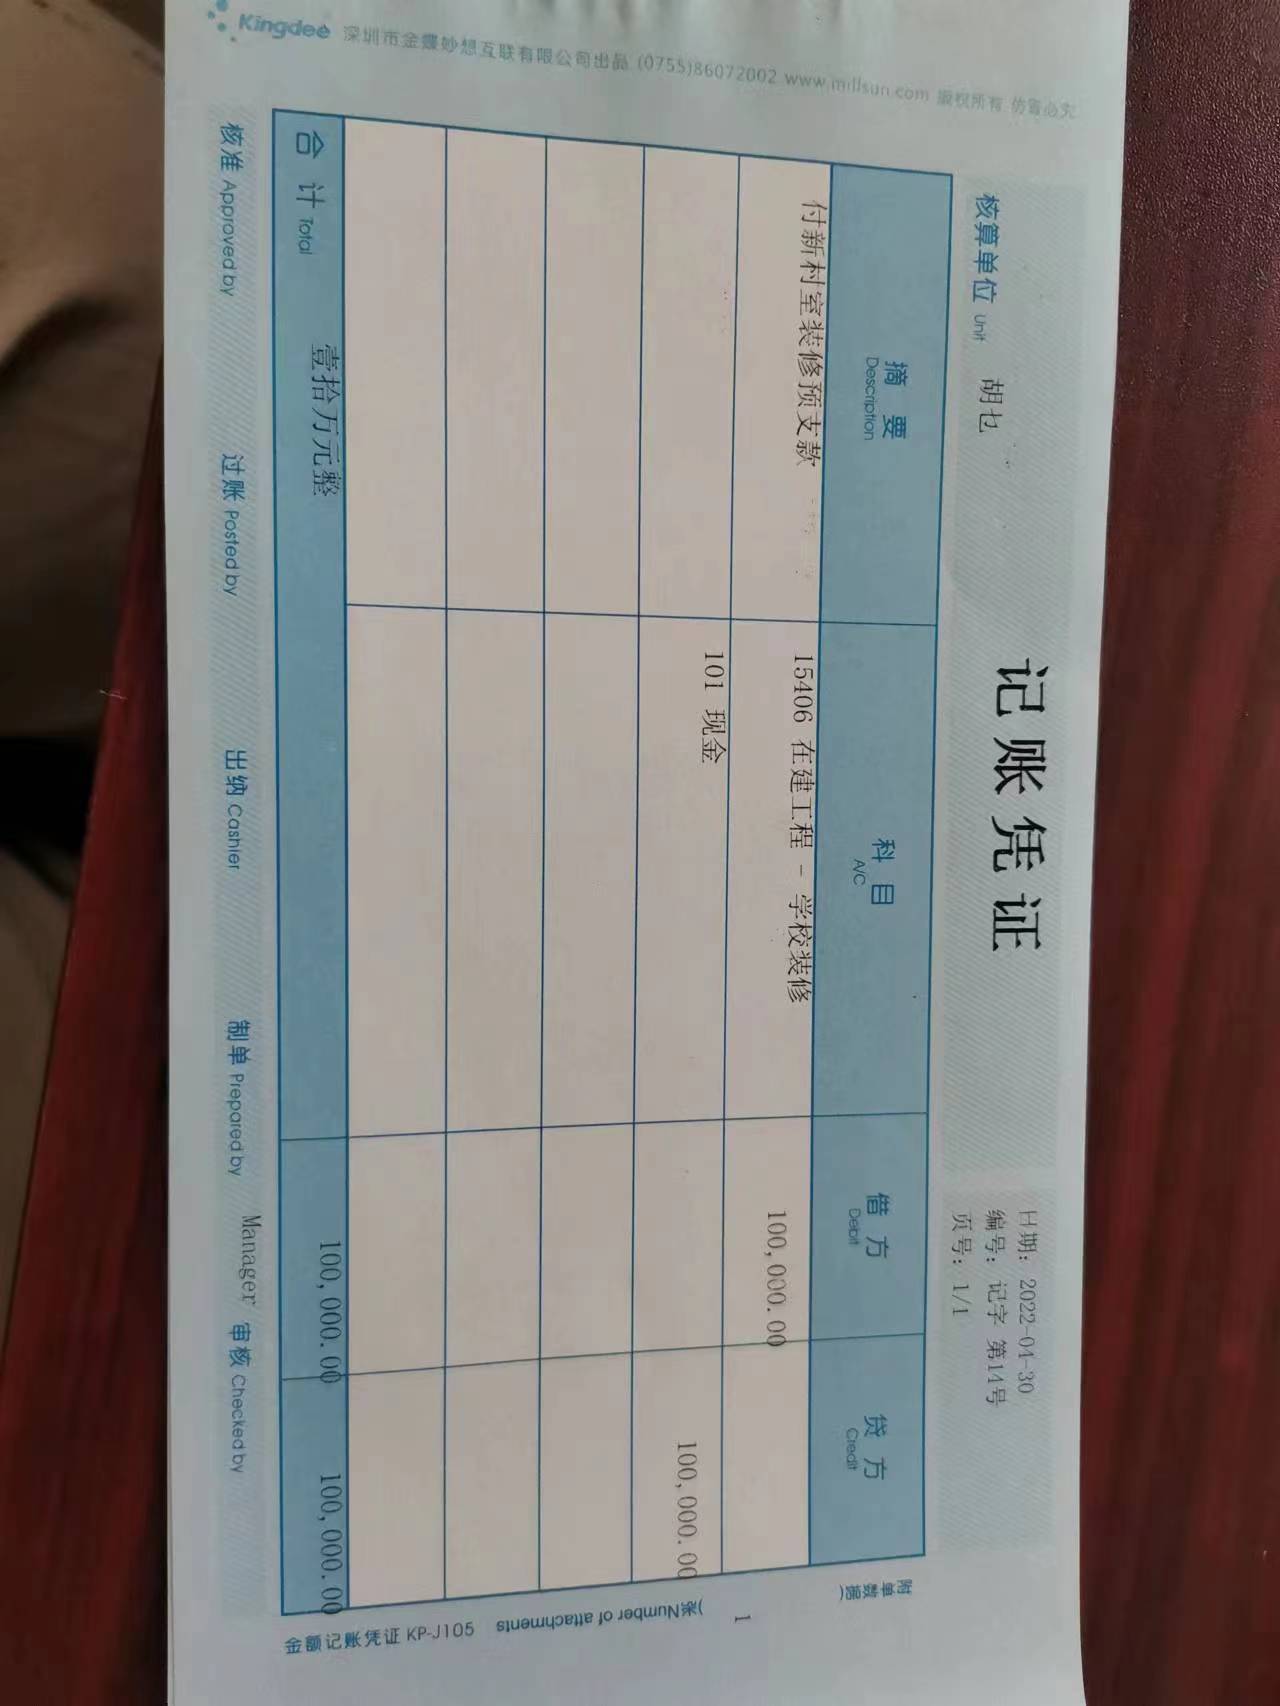 记账凭证
日期：2022-04-30
编号：记字 第14号
页号：1/1
核算单位 Unit 胡乜
摘要 Description 科目 A/C 借方 Debit 贷方 Credit
付新村室装修预支款 15406 在建工程 - 学校装修 100,000.00
101 现金 100,000.00
合计 Total 壹拾万元整 100,000.00 100,000.00
附单数据(
1
)张Number of attachments
金额记账凭证 KP-J105
核准 Approved by 过账 Posted by 出纳 Cashier 制单 Prepared by Manager 审核 Checked by
Kingdee 深圳市金蝶妙想互联有限公司出品 (0755)86072002 www.millsun.com 版权所有 仿冒必究